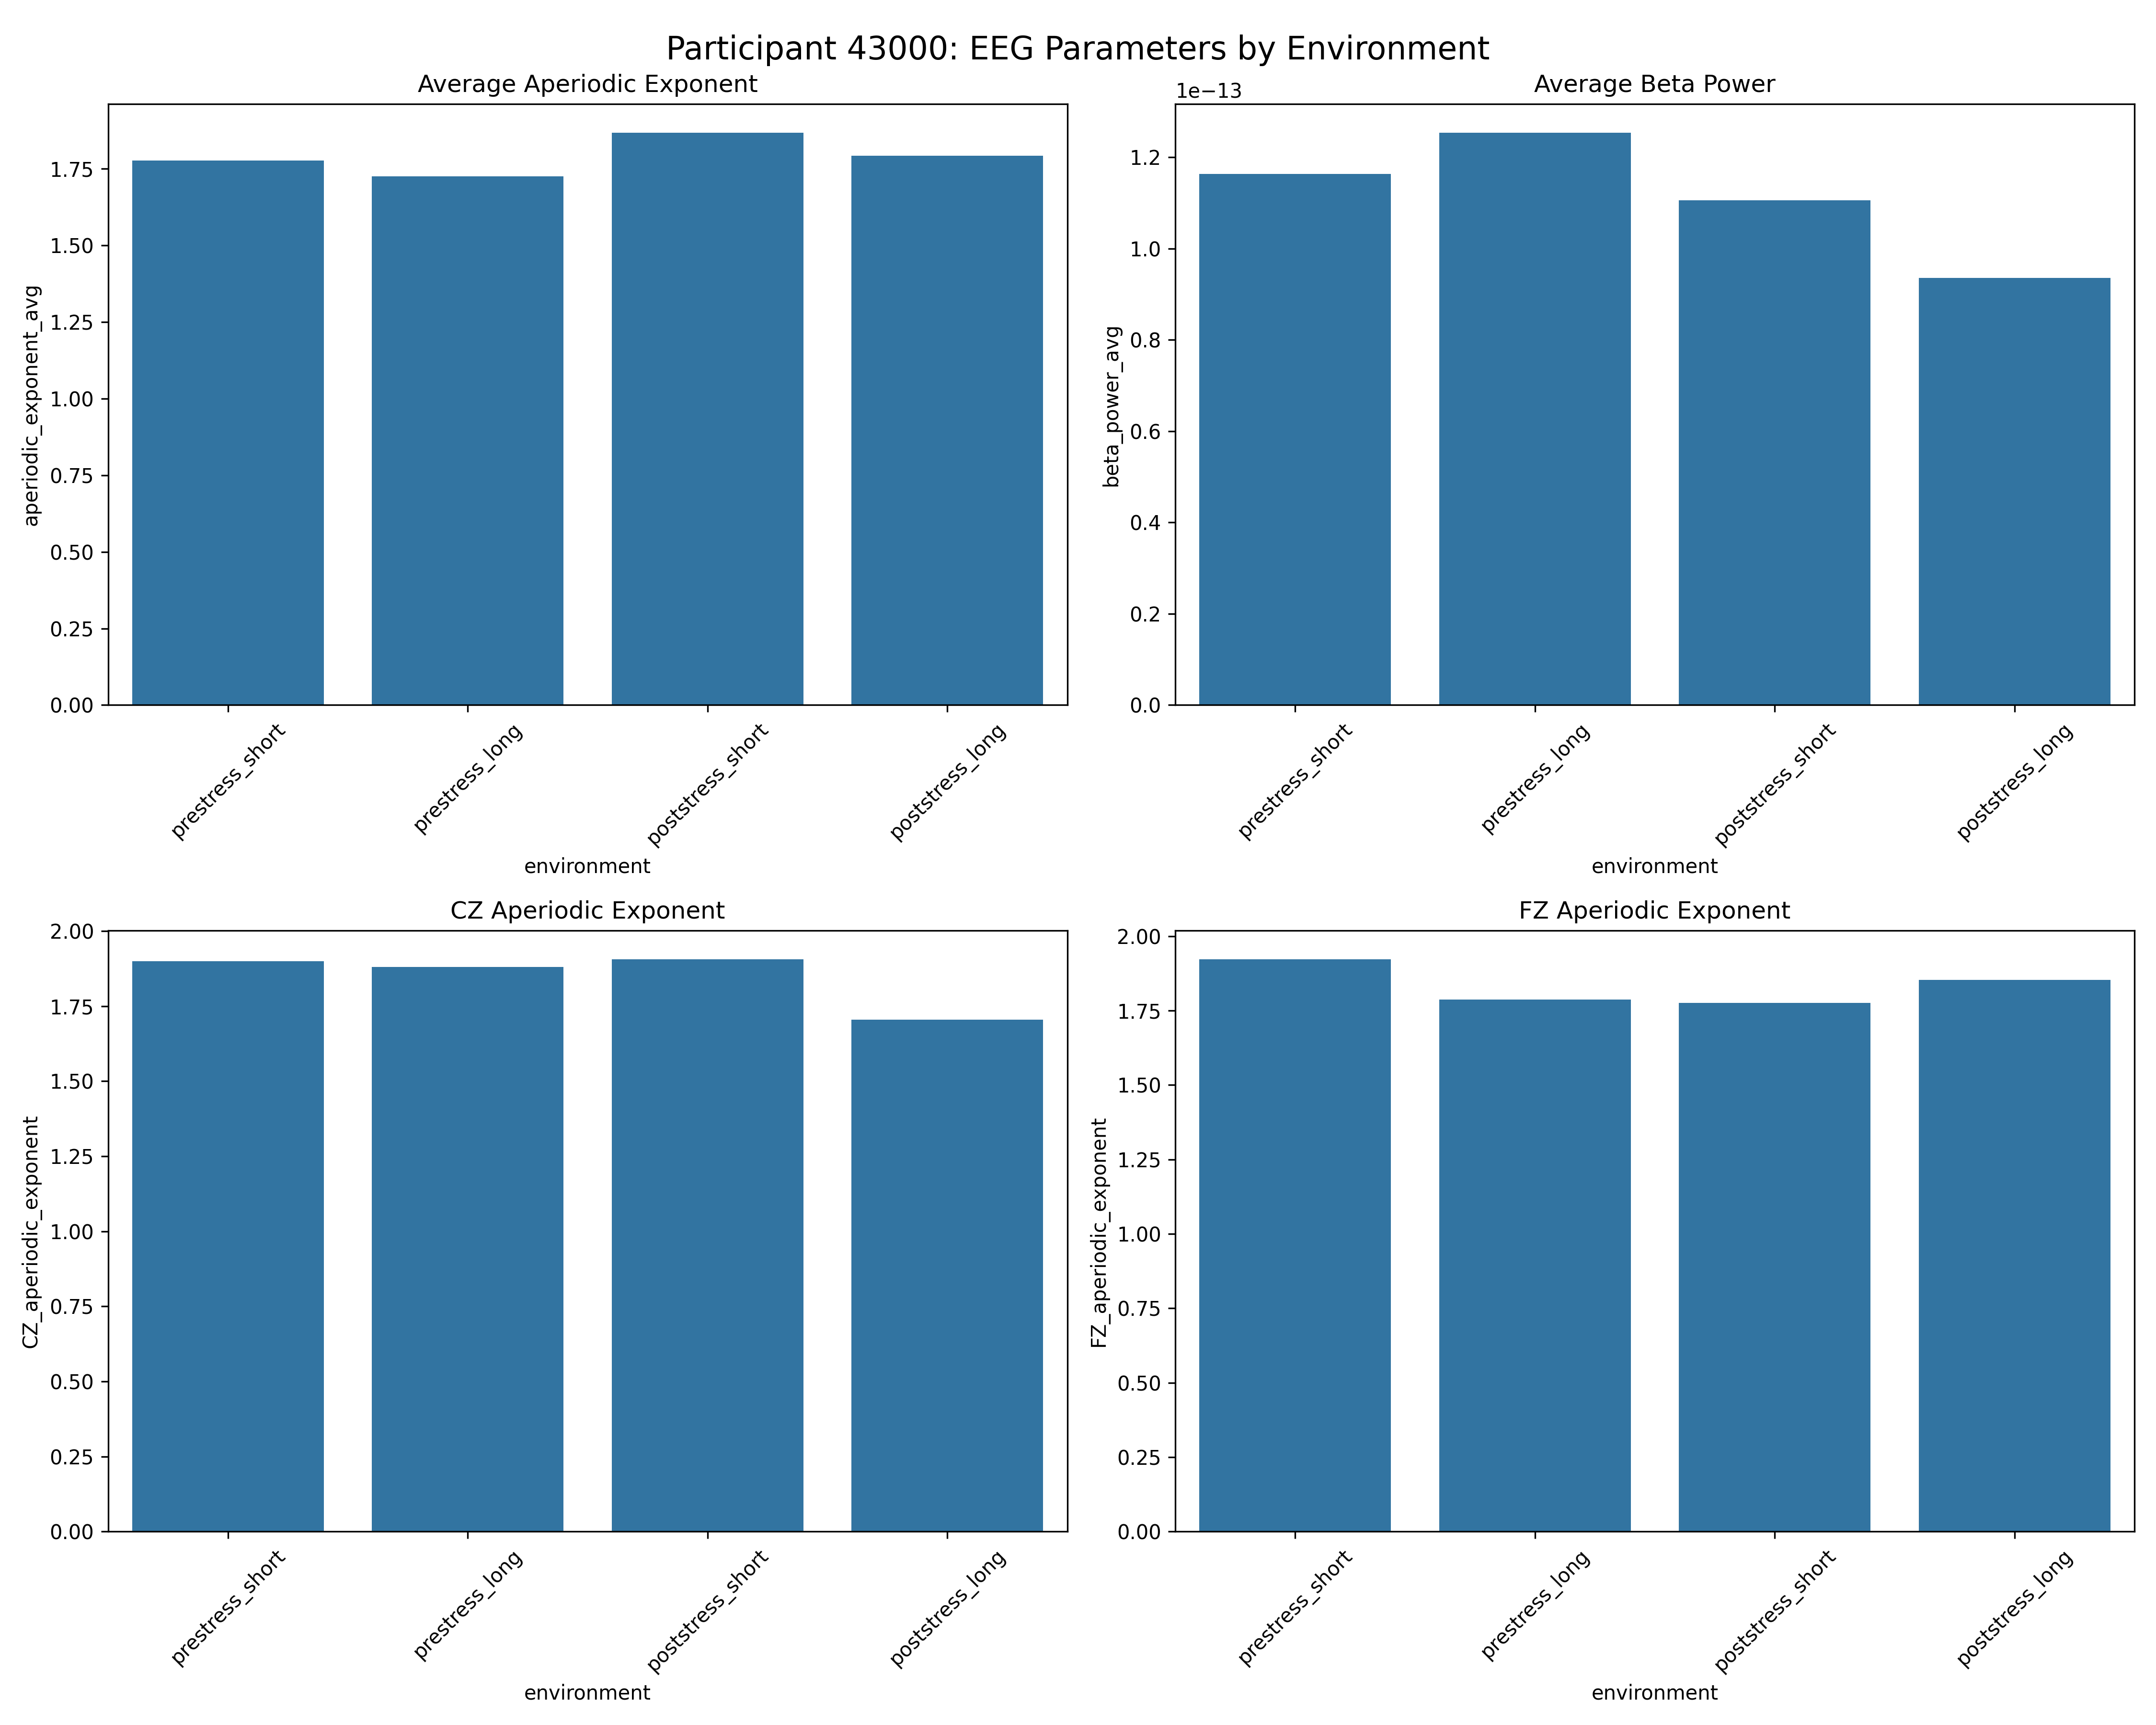 Participant 43000: EEG Parameters by Environment
Average Aperiodic Exponent
aperiodic_exponent_avg
1.75
1.50
1.25
1.00
0.75
0.50
0.25
0.00
prestress_short
prestress_long
poststress_short
poststress_long
environment
Average Beta Power
1e−13
beta_power_avg
1.2
1.0
0.8
0.6
0.4
0.2
0.0
prestress_short
prestress_long
poststress_short
poststress_long
environment
CZ Aperiodic Exponent
CZ_aperiodic_exponent
2.00
1.75
1.50
1.25
1.00
0.75
0.50
0.25
0.00
prestress_short
prestress_long
poststress_short
poststress_long
environment
FZ Aperiodic Exponent
FZ_aperiodic_exponent
2.00
1.75
1.50
1.25
1.00
0.75
0.50
0.25
0.00
prestress_short
prestress_long
poststress_short
poststress_long
environment